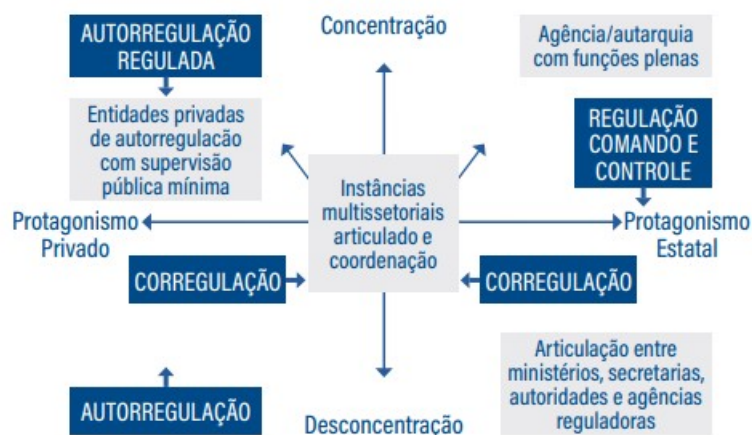 AUTORREGULAÇÃO
REGULADA
Concentração
Agência/autarquia
com funções plenas
Entidades privadas
de autorregulacão
com supervisão
pública mínima
REGULAÇÃO
COMANDO E
CONTROLE
Instâncias
multissetoriais
articulado e
coordenação
Protagonismo
Privado
Protagonismo
Estatal
CORREGULAÇÃO
CORREGULAÇÃO
Articulação entre
ministérios, secretarias,
autoridades e agências
reguladoras
AUTORREGULAÇÃO
Desconcentração